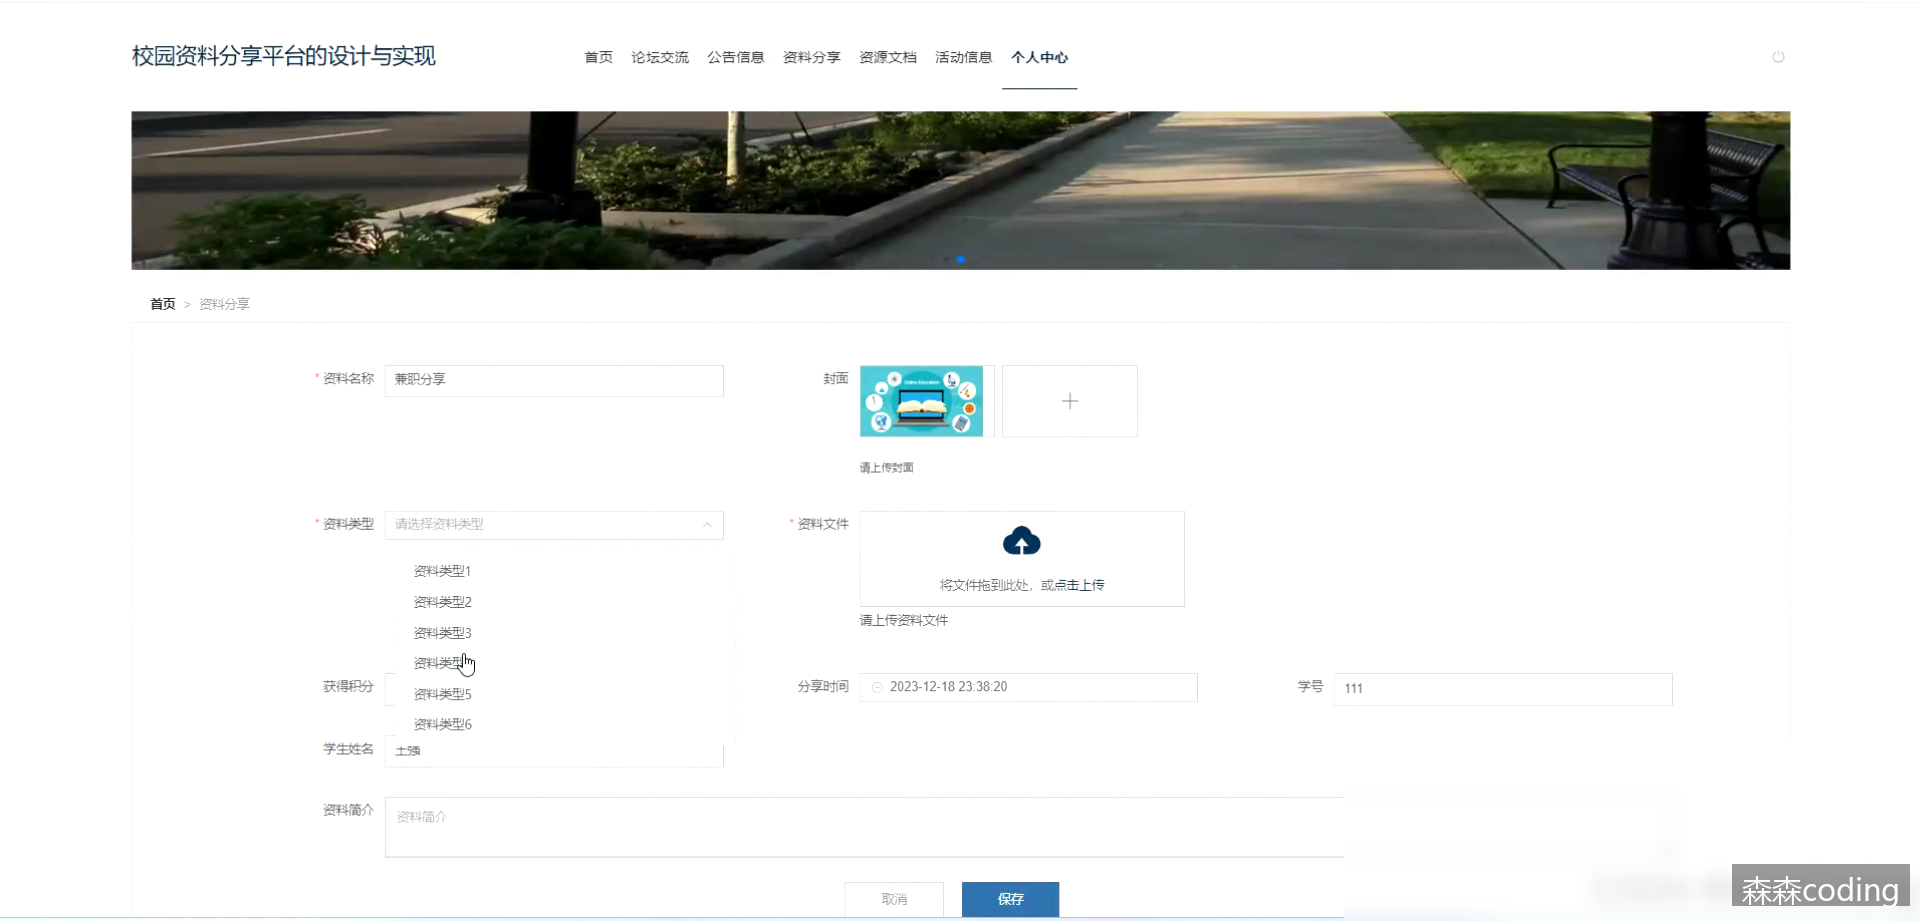 校园资料分享平台的设计与实现
首页 论坛交流 公告信息 资料分享 资源文档 活动信息 个人中心
首页 > 资料分享
* 资料名称 兼职分享 封面
Online Education
请上传封面
* 资料类型 请选择资料类型 * 资料文件
资料类型1
将文件拖到此处，或点击上传
资料类型2
请上传资料文件
资料类型3
资料类型
获得积分 分享时间 2023-12-18 23:38:20 学号 111
资料类型5
资料类型6
学生姓名 王强
资料简介 资料简介
取消 保存
森森coding